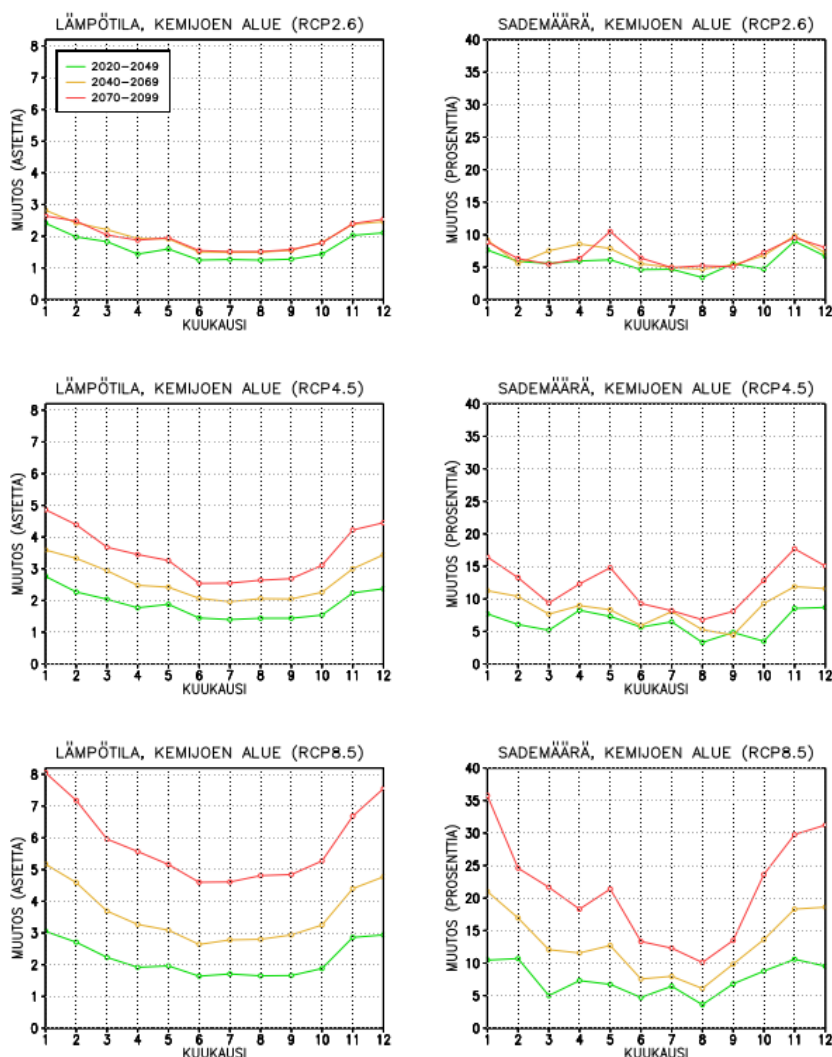 LÄMPÖTILA, KEMIJOEN ALUE (RCP2.6)
8
7
6
5
4
3
2
1
0
MUUTOS (ASTETTA)
2020–2049
2040–2069
2070–2099
1 2 3 4 5 6 7 8 9 10 11 12
KUUKAUSI
SADEMÄÄRÄ, KEMIJOEN ALUE (RCP2.6)
40
35
30
25
20
15
10
5
0
MUUTOS (PROSENTTIA)
1 2 3 4 5 6 7 8 9 10 11 12
KUUKAUSI
LÄMPÖTILA, KEMIJOEN ALUE (RCP4.5)
8
7
6
5
4
3
2
1
0
MUUTOS (ASTETTA)
1 2 3 4 5 6 7 8 9 10 11 12
KUUKAUSI
SADEMÄÄRÄ, KEMIJOEN ALUE (RCP4.5)
40
35
30
25
20
15
10
5
0
MUUTOS (PROSENTTIA)
1 2 3 4 5 6 7 8 9 10 11 12
KUUKAUSI
LÄMPÖTILA, KEMIJOEN ALUE (RCP8.5)
8
7
6
5
4
3
2
1
0
MUUTOS (ASTETTA)
1 2 3 4 5 6 7 8 9 10 11 12
KUUKAUSI
SADEMÄÄRÄ, KEMIJOEN ALUE (RCP8.5)
40
35
30
25
20
15
10
5
0
MUUTOS (PROSENTTIA)
1 2 3 4 5 6 7 8 9 10 11 12
KUUKAUSI